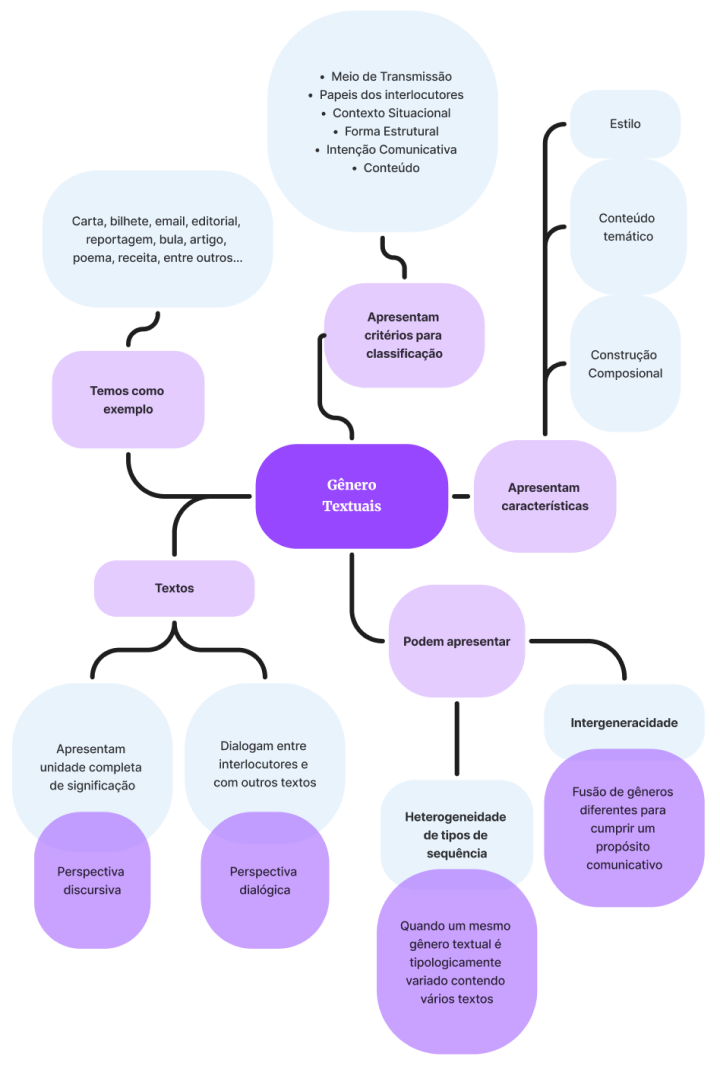 • Meio de Transmissão
• Papeis dos interlocutores
• Contexto Situacional
• Forma Estrutural
• Intenção Comunicativa
• Conteúdo
Estilo
Conteúdo
temático
Construção
Composional
Carta, bilhete, email, editorial,
reportagem, bula, artigo,
poema, receita, entre outros...
Apresentam
critérios para
classificação
Temos como
exemplo
Gênero
Textuais
Apresentam
características
Textos
Podem apresentar
Apresentam
unidade completa
de significação
Perspectiva
discursiva
Dialogam entre
interlocutores e
com outros textos
Perspectiva
dialógica
Heterogeneidade
de tipos de
sequência
Quando um mesmo
gênero textual é
tipologicamente
variado contendo
vários textos
Intergeneracidade
Fusão de gêneros
diferentes para
cumprir um
propósito
comunicativo